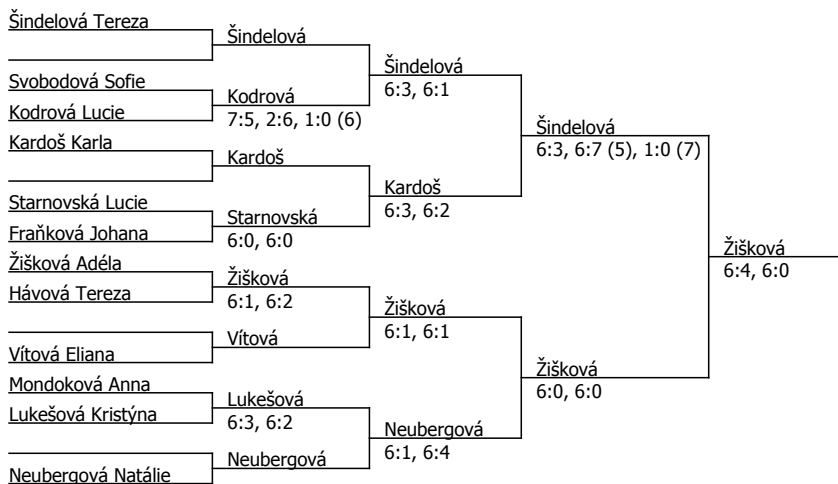 Šindelová Tereza
Šindelová
Šindelová
6:3, 6:1
Svobodová Sofie
Kodrová
7:5, 2:6, 1:0 (6)
Kodrová Lucie
Šindelová
6:3, 6:7 (5), 1:0 (7)
Kardoš Karla
Kardoš
Kardoš
6:3, 6:2
Starnovská Lucie
Starnovská
6:0, 6:0
Fraňková Johana
Žišková
6:4, 6:0
Žišková Adéla
Žišková
6:1, 6:2
Hávová Tereza
Žišková
6:1, 6:1
Vítová
Vítová Eliana
Žišková
6:0, 6:0
Mondoková Anna
Lukešová
6:3, 6:2
Lukešová Kristýna
Neubergová
6:1, 6:4
Neubergová
Neubergová Natálie